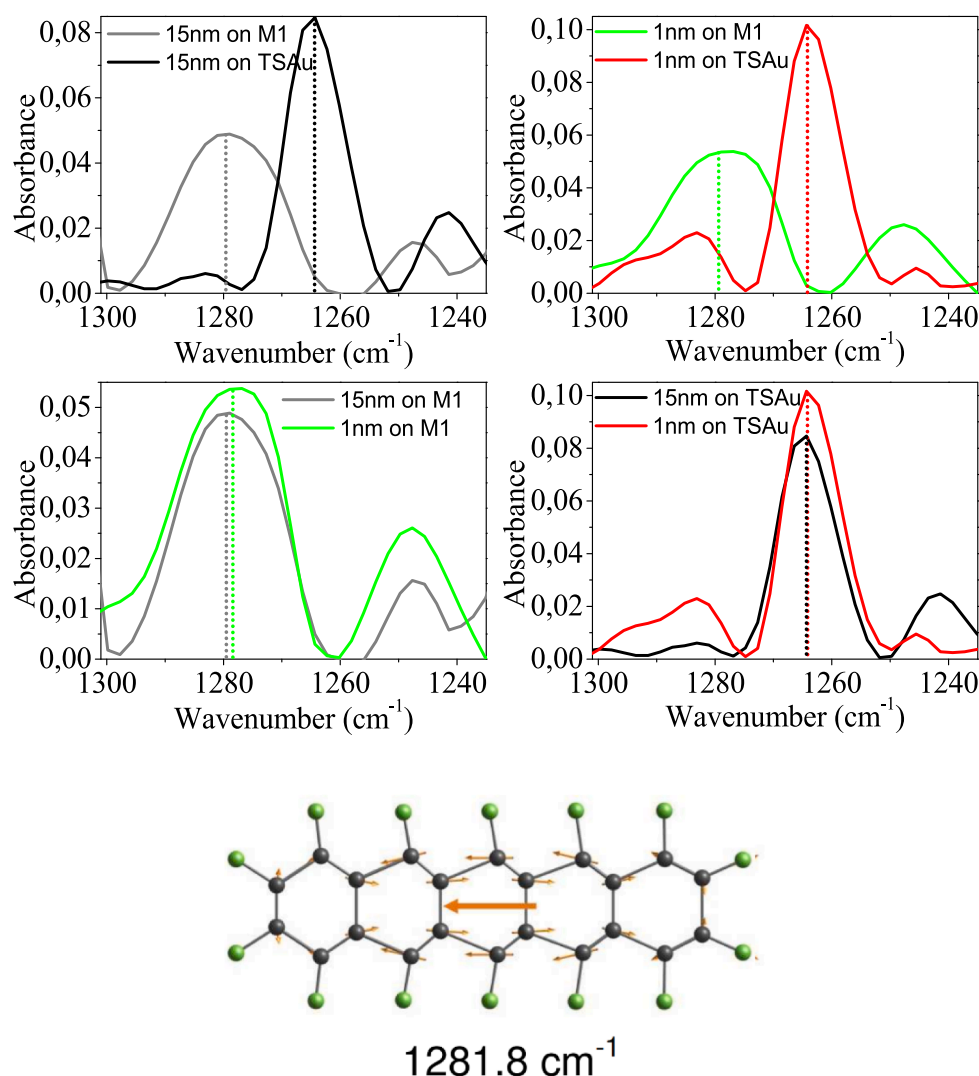 0,08
0,06
0,04
0,02
0,00
Absorbance
15nm on M1
15nm on TSAu
1300 1280 1260 1240
Wavenumber (cm-1)
0,10
0,08
0,06
0,04
0,02
0,00
Absorbance
1nm on M1
1nm on TSAu
1300 1280 1260 1240
Wavenumber (cm-1)
0,05
0,04
0,03
0,02
0,01
0,00
Absorbance
15nm on M1
1nm on M1
1300 1280 1260 1240
Wavenumber (cm-1)
0,10
0,08
0,06
0,04
0,02
0,00
Absorbance
15nm on TSAu
1nm on TSAu
1300 1280 1260 1240
Wavenumber (cm-1)
1281.8 cm-1